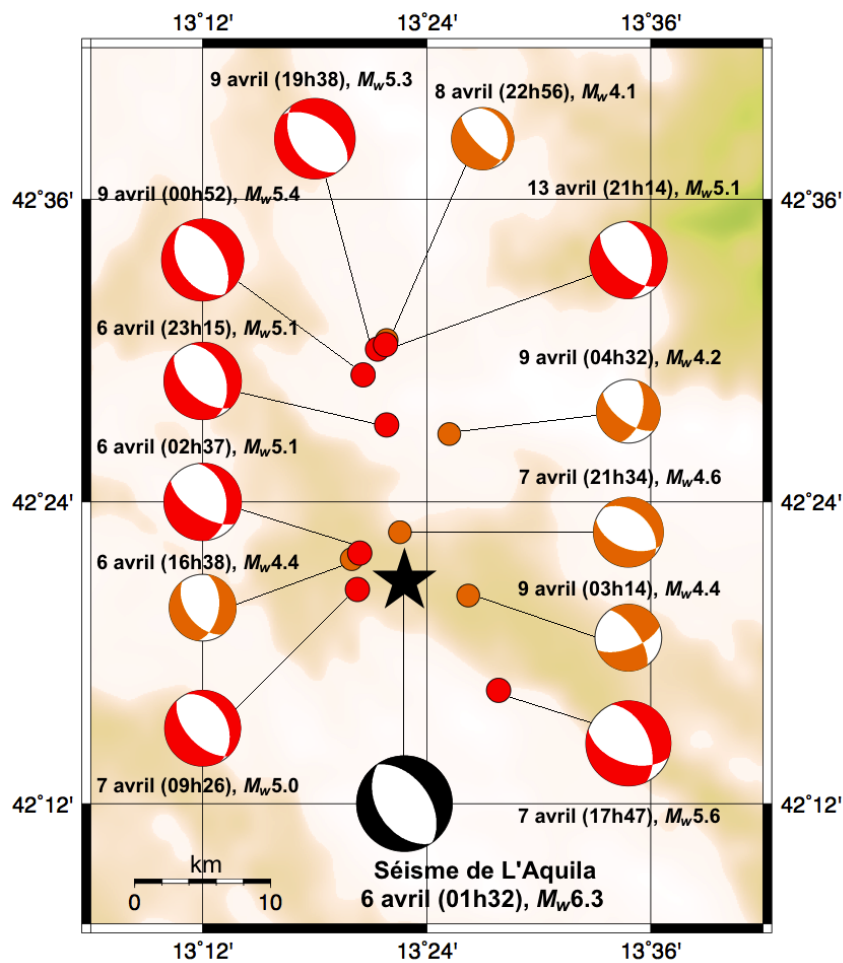 13˚12' 13˚24' 13˚36'
9 avril (19h38), Mw5.3
8 avril (22h56), Mw4.1
13 avril (21h14), Mw5.1
9 avril (00h52), Mw5.4
42˚36' 42˚36'
6 avril (23h15), Mw5.1
9 avril (04h32), Mw4.2
6 avril (02h37), Mw5.1
7 avril (21h34), Mw4.6
42˚24' 42˚24'
6 avril (16h38), Mw4.4
9 avril (03h14), Mw4.4
7 avril (09h26), Mw5.0
42˚12' 42˚12'
7 avril (17h47), Mw5.6
km
0 10
Séisme de L'Aquila
6 avril (01h32), Mw6.3
13˚12' 13˚24' 13˚36'